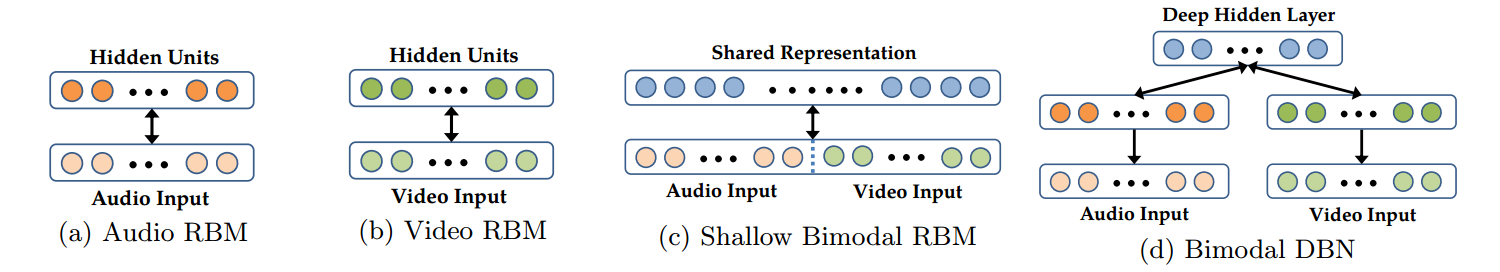 Hidden Units
Audio Input
(a) Audio RBM
Hidden Units
Video Input
(b) Video RBM
Shared Representation
Audio Input
Video Input
(c) Shallow Bimodal RBM
Deep Hidden Layer
Audio Input
Video Input
(d) Bimodal DBN